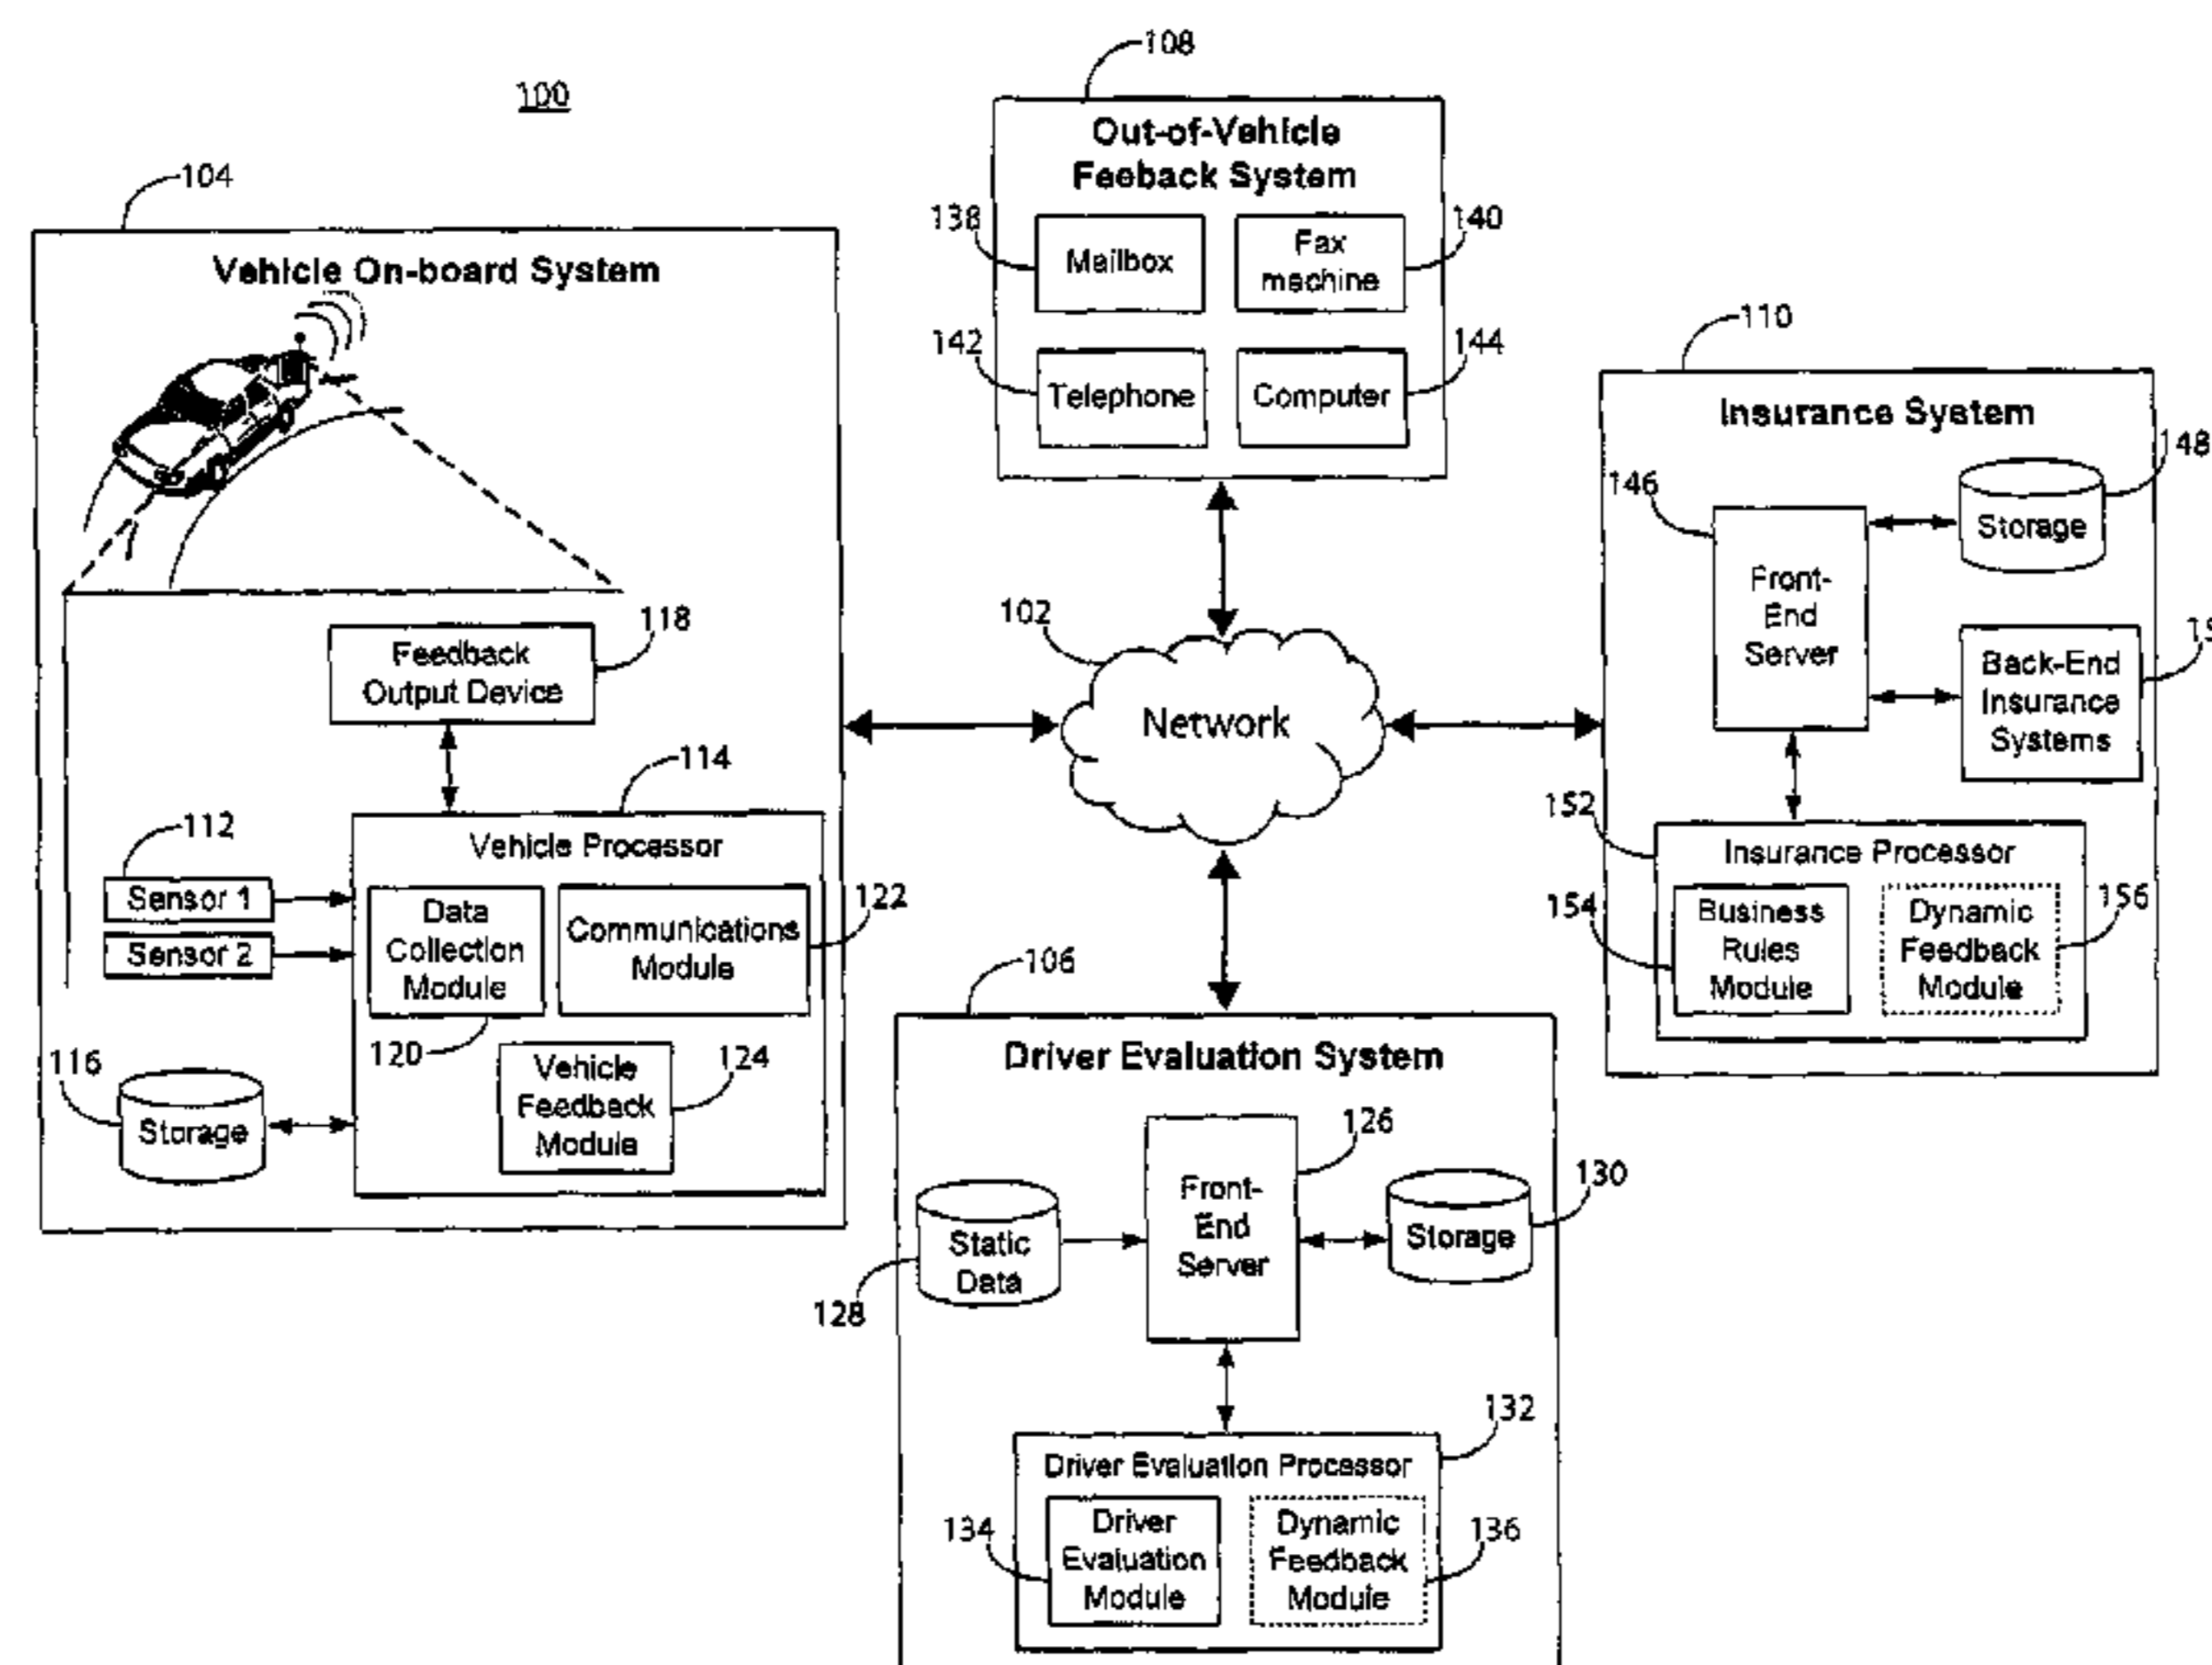 100
108
Out-of-Vehicle
Feeback System
138
Mailbox
140
Fax
machine
142
Telephone
144
Computer
104
Vehicle On-board System
118
Feedback
Output Device
114
Vehicle Processor
112
Sensor 1
Sensor 2
Data
Collection
Module
120
Communications
Module
122
Vehicle
Feedback
Module
124
116
Storage
102
Network
110
Insurance System
146
Front-
End
Server
148
Storage
Back-End
Insurance
Systems
152
Insurance Processor
154
Business
Rules
Module
Dynamic
Feedback
Module
156
106
Driver Evaluation System
126
Front-
End
Server
128
Static
Data
130
Storage
132
Driver Evaluation Processor
134
Driver
Evaluation
Module
Dynamic
Feedback
Module
136